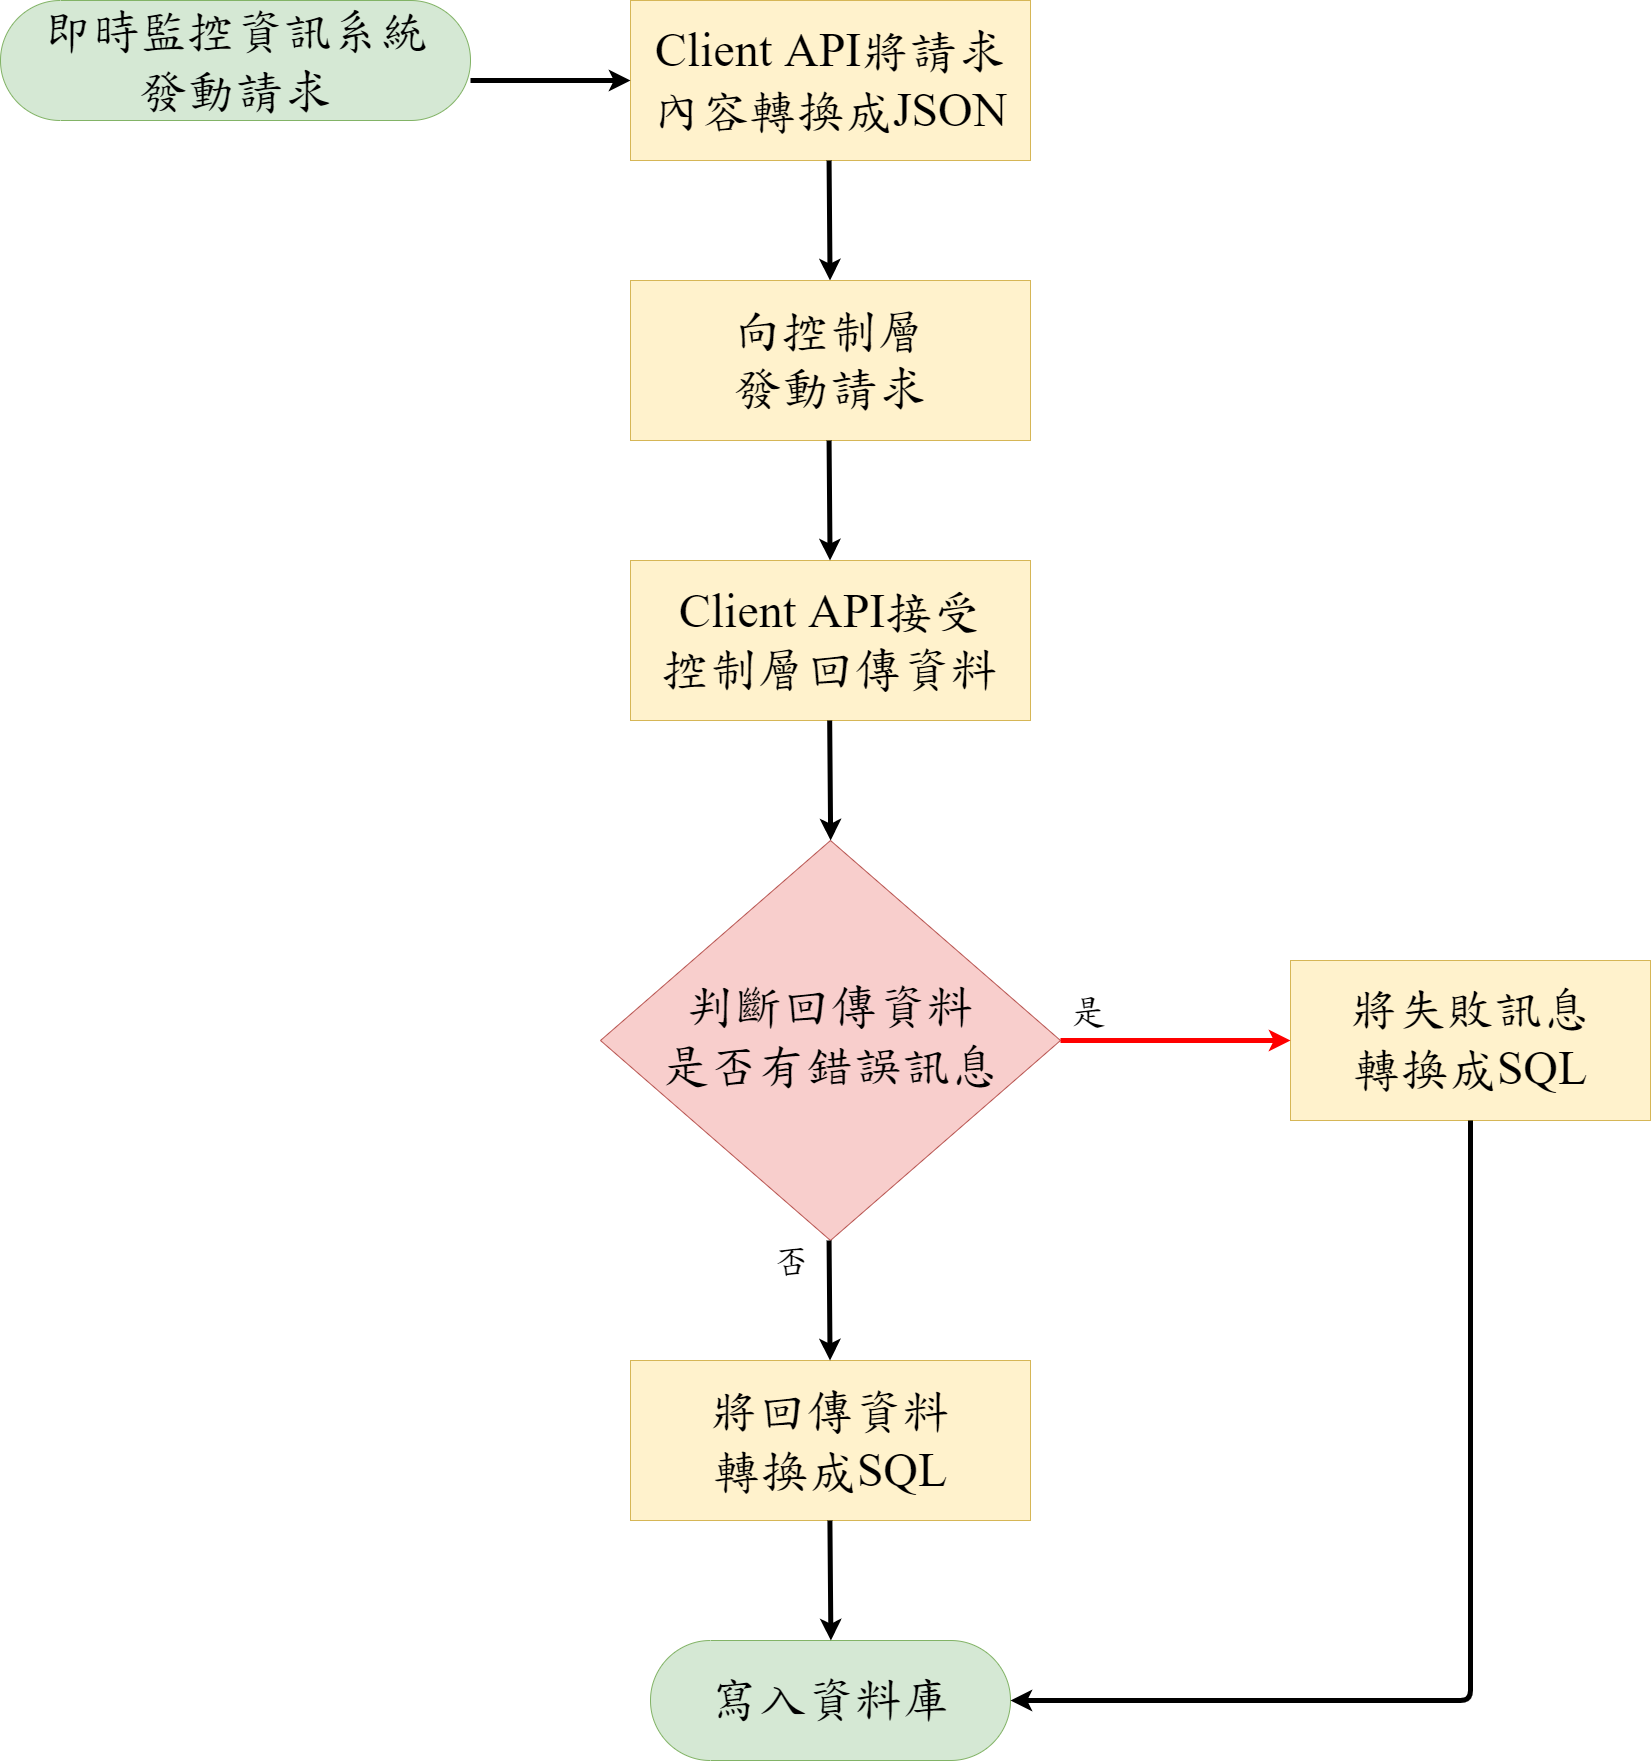 即時監控資訊系統
發動請求
Client API將請求
內容轉換成JSON
向控制層
發動請求
Client API接受
控制層回傳資料
判斷回傳資料
是否有錯誤訊息
是
將失敗訊息
轉換成SQL
否
將回傳資料
轉換成SQL
寫入資料庫